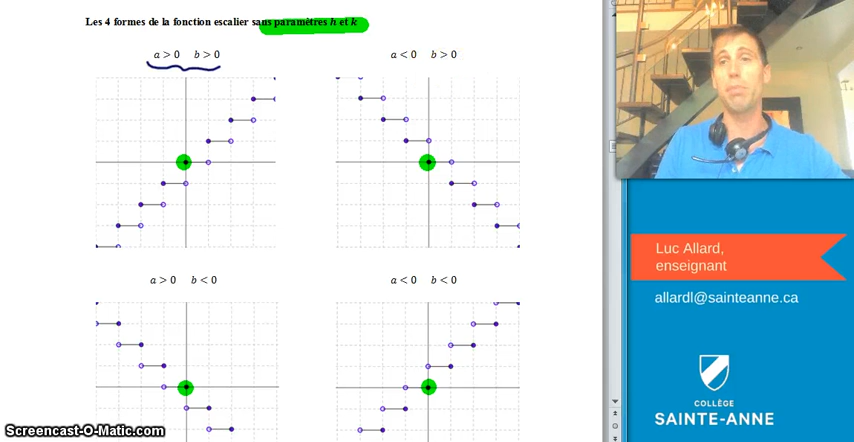 Les 4 formes de la fonction escalier sans paramètres h et k
a > 0 b > 0
a < 0 b > 0
a > 0 b < 0
a < 0 b < 0
Luc Allard,
enseignant
allardl@sainteanne.ca
COLLÈGE
SAINTE-ANNE
Screencast-O-Matic.com